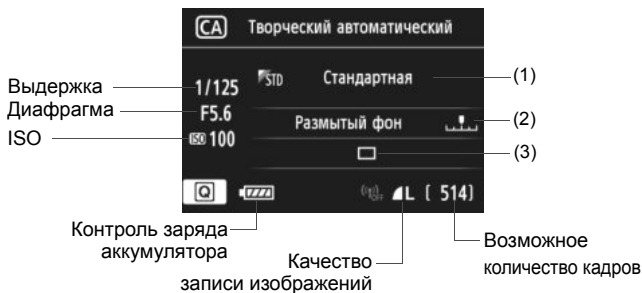 CA Творческий автоматический
Выдержка 1/125 STD Стандартная (1)
Диафрагма F5.6
Размытый фон (2)
ISO ISO 100
(3)
Q OFF L [ 514]
Контроль заряда
аккумулятора
Качество
записи изображений
Возможное
количество кадров